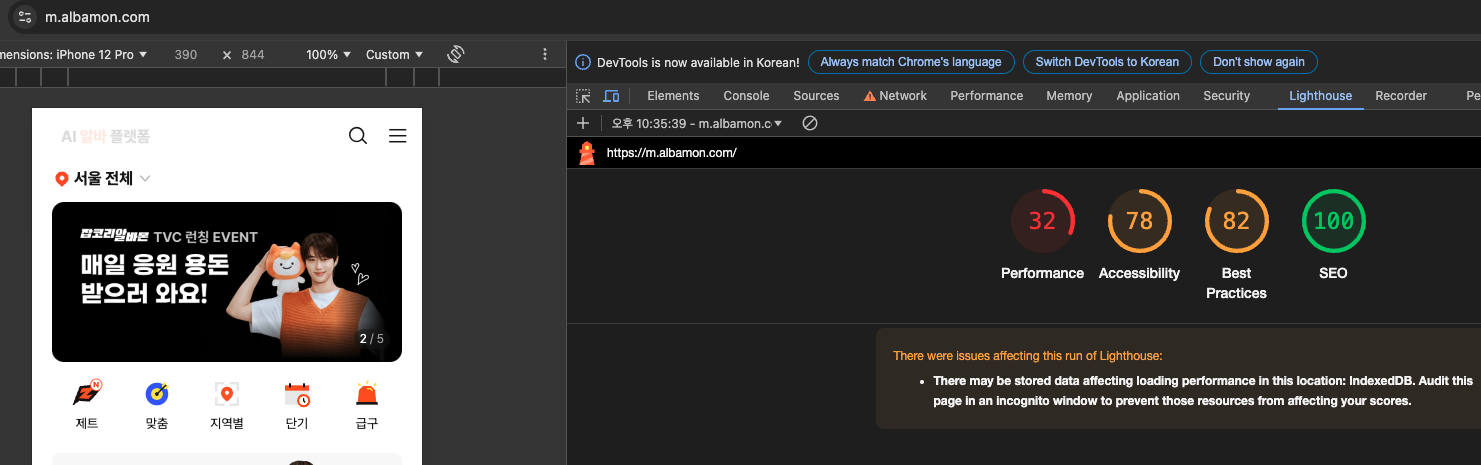 m.albamon.com
mensions: iPhone 12 Pro ▼ 390 × 844 100% ▼ Custom ▼
DevTools is now available in Korean! Always match Chrome's language Switch DevTools to Korean Don't show again
Elements Console Sources Network Performance Memory Application Security Lighthouse Recorder Pe
오후 10:35:39 - m.albamon.c ▼
https://m.albamon.com/
AI 알바 플랫폼
서울 전체
잡코리아알바몬 TVC 런칭 EVENT
매일 응원 용돈
받으러 와요!
2 / 5
N
제트 맞춤 지역별 단기 급구
32 78 82 100
Performance Accessibility Best Practices SEO
There were issues affecting this run of Lighthouse:
• There may be stored data affecting loading performance in this location: IndexedDB. Audit this
page in an incognito window to prevent those resources from affecting your scores.